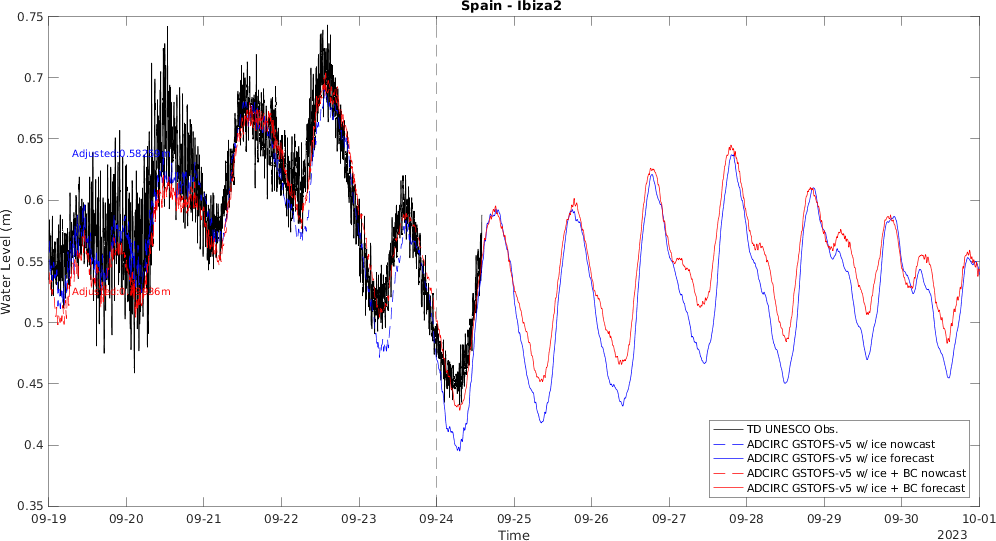 Spain - Ibiza2
0.75
0.7
0.65
0.6
0.55
0.5
0.45
0.4
0.35
Water Level (m)
Adjusted:0.58
Adjusted:
TD UNESCO Obs.
ADCIRC GSTOFS-v5 w/ ice nowcast
ADCIRC GSTOFS-v5 w/ ice forecast
ADCIRC GSTOFS-v5 w/ ice + BC nowcast
ADCIRC GSTOFS-v5 w/ ice + BC forecast
09-19 09-20 09-21 09-22 09-23 09-24 09-25 09-26 09-27 09-28 09-29 09-30 10-01
Time
2023